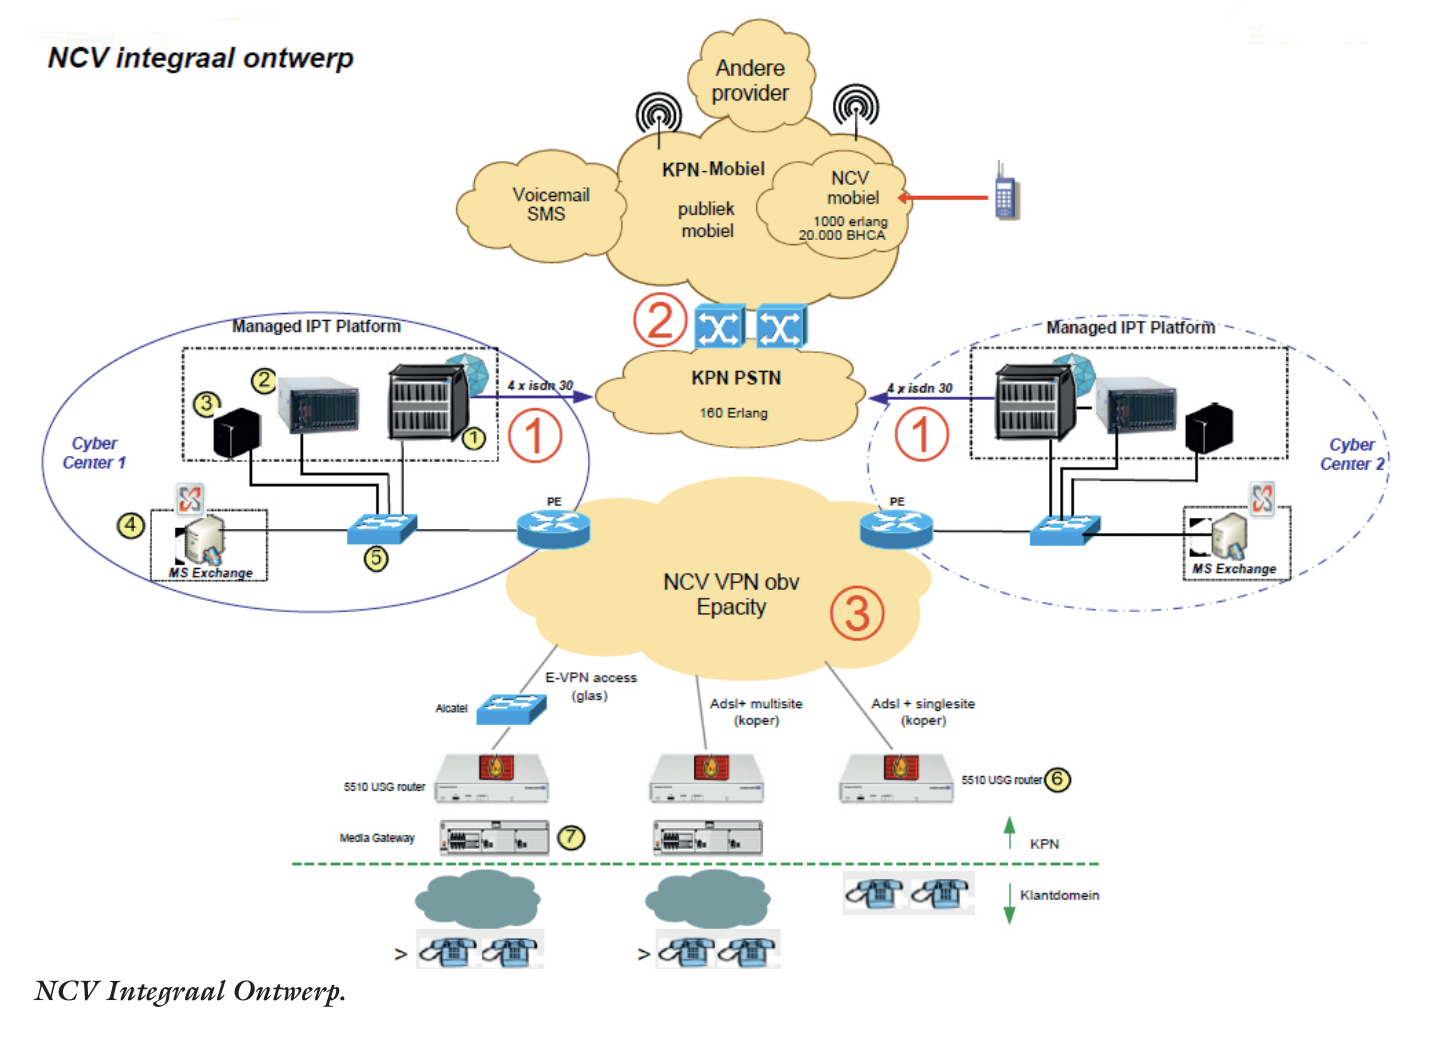 NCV integraal ontwerp
Andere
provider
KPN-Mobiel
publiek
mobiel
Voicemail
SMS
NCV
mobiel
1000 erlang
20.000 BHCA
2
Managed IPT Platform
Managed IPT Platform
KPN PSTN
160 Erlang
4 x isdn 30
4 x isdn 30
1
1
2
3
1
Cyber
Center 1
Cyber
Center 2
4
MS Exchange
5
PE
PE
MS Exchange
NCV VPN obv
Epacity
3
E-VPN access
(glas)
Alcatel
Adsl+ multisite
(koper)
Adsl + singlesite
(koper)
5510 USG router
5510 USG router
6
Media Gateway
7
KPN
Klantdomein
>
>
NCV Integraal Ontwerp.